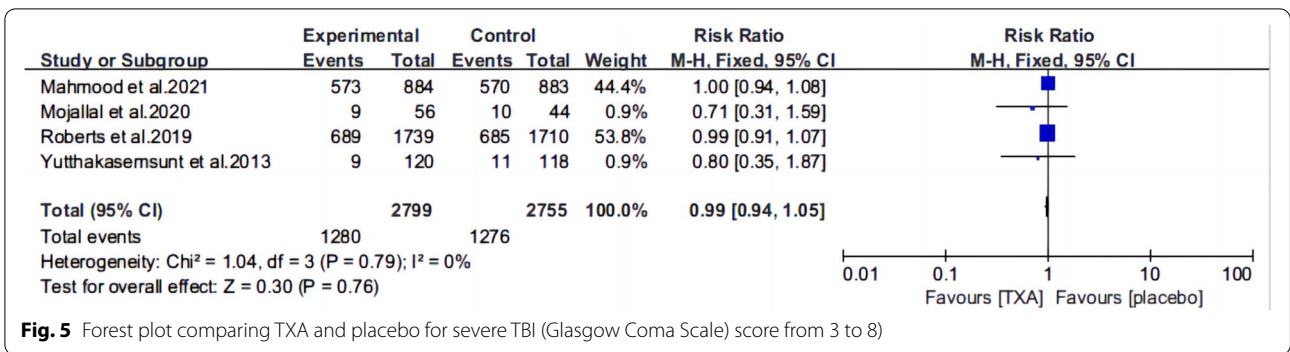 Experimental Control Risk Ratio Risk Ratio
Study or Subgroup Events Total Events Total Weight M-H, Fixed, 95% CI M-H, Fixed, 95% CI
Mahmood et al.2021 573 884 570 883 44.4% 1.00 [0.94, 1.08]
Mojallal et al.2020 9 56 10 44 0.9% 0.71 [0.31, 1.59]
Roberts et al.2019 689 1739 685 1710 53.8% 0.99 [0.91, 1.07]
Yutthakasemsunt et al.2013 9 120 11 118 0.9% 0.80 [0.35, 1.87]
Total (95% CI) 2799 2755 100.0% 0.99 [0.94, 1.05]
Total events 1280 1276
Heterogeneity: Chi² = 1.04, df = 3 (P = 0.79); I² = 0%
Test for overall effect: Z = 0.30 (P = 0.76)
0.01 0.1 1 10 100
Favours [TXA] Favours [placebo]
Fig. 5 Forest plot comparing TXA and placebo for severe TBI (Glasgow Coma Scale) score from 3 to 8)